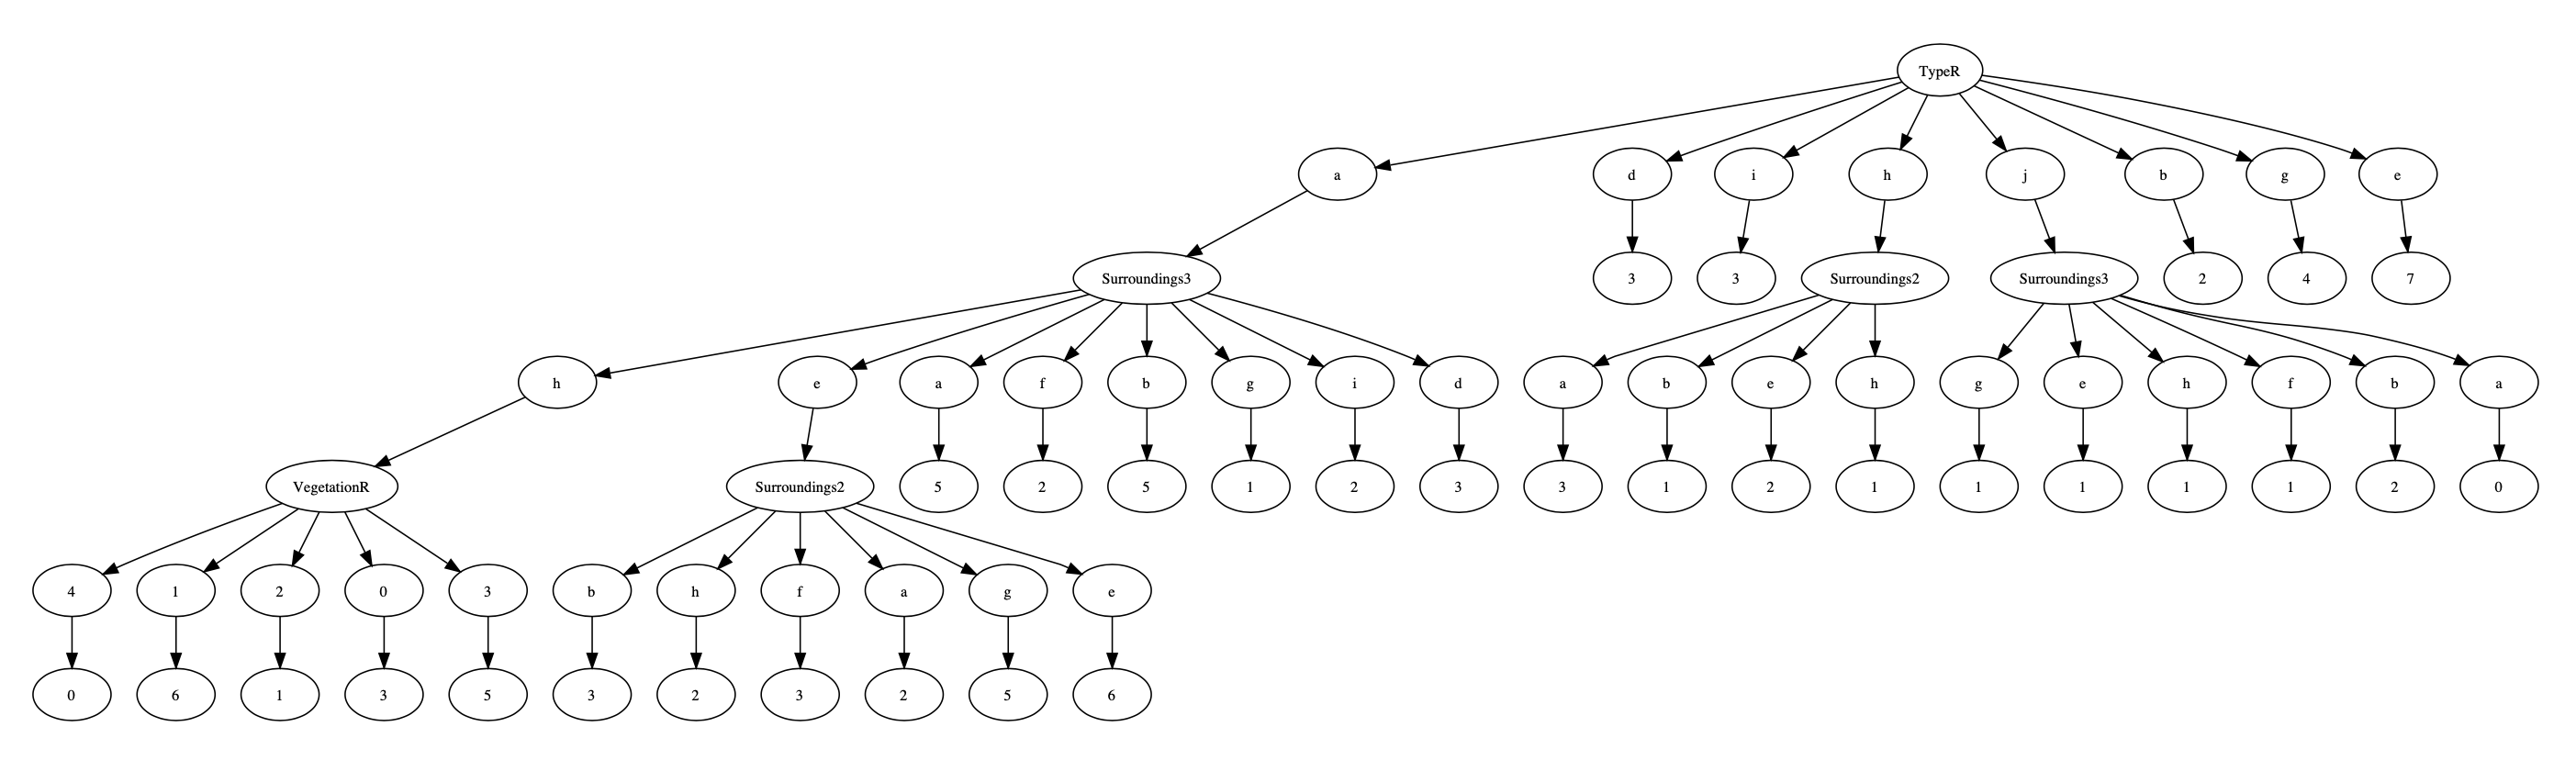 TypeR
a d i h j b g e
Surroundings3 3 3 Surroundings2 Surroundings3 2 4 7
h e a f b g i d a b e h g e h f b a
VegetationR Surroundings2 5 2 5 1 2 3 3 1 2 1 1 1 1 1 2 0
4 1 2 0 3 b h f a g e
0 6 1 3 5 3 2 3 2 5 6